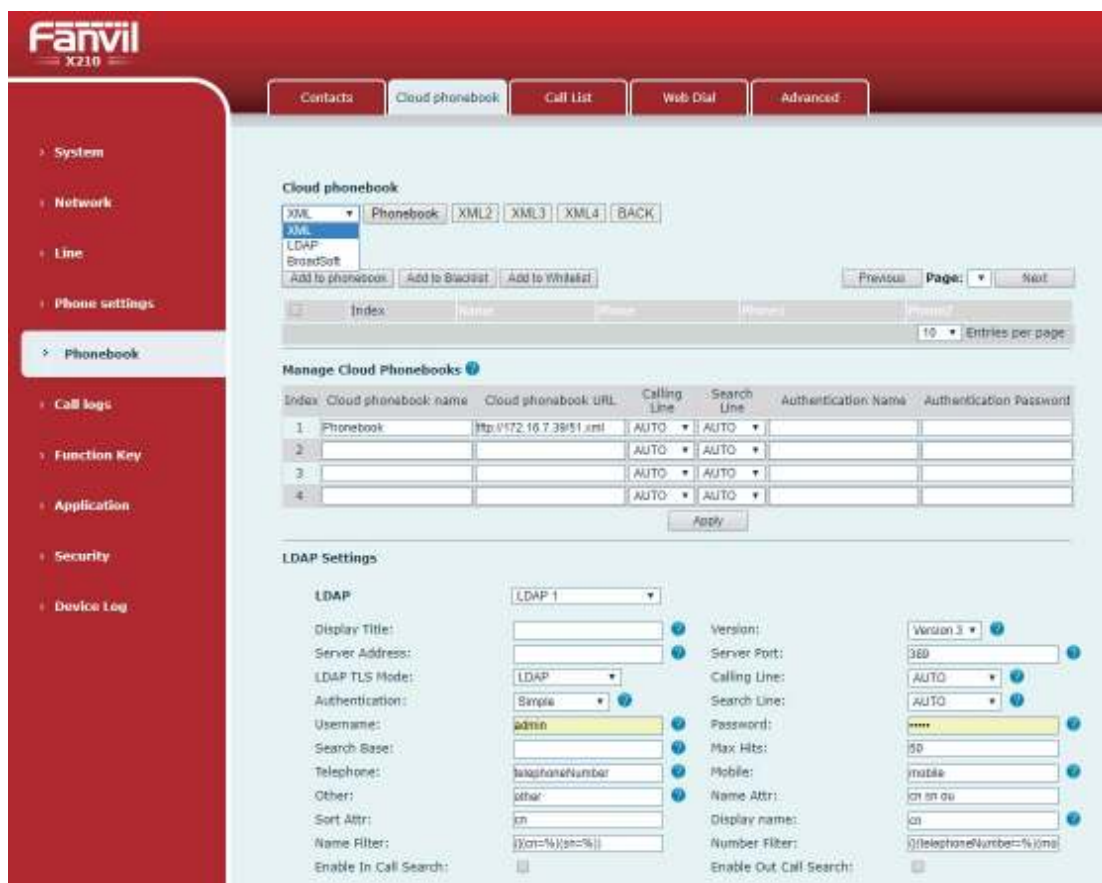 Fanvil
X210
Contacts
Cloud phonebook
Call List
Web Dial
Advanced
System
Network
Line
Phone settings
Phonebook
Call logs
Function Key
Application
Security
Device Log
Cloud phonebook
XML Phonebook XML2 XML3 XML4 BACK
XML
LDAP
BroadSoft
Add to phonebook Add to Blacklist Add to Whitelist Previous Page: Next
Index Name Phone Phone1 Phone2
10 Entries per page
Manage Cloud Phonebooks
Index Cloud phonebook name Cloud phonebook URL Calling Line Search Line Authentication Name Authentication Password
1 Phonebook tftp://172.16.7.39/51.xml AUTO AUTO
2 AUTO AUTO
3 AUTO AUTO
4 AUTO AUTO
Apply
LDAP Settings
LDAP LDAP 1
Display Title: Version: Version 3
Server Address: Server Port: 389
LDAP TLS Mode: LDAP Calling Line: AUTO
Authentication: Simple Search Line: AUTO
Username: admin Password: •••••
Search Base: Max Hits: 50
Telephone: telephoneNumber Mobile: mobile
Other: other Name Attr: cn sn ou
Sort Attr: cn Display name: cn
Name Filter: (|(cn=%)(sn=%)) Number Filter: (|(telephoneNumber=%)(mo
Enable In Call Search: Enable Out Call Search: